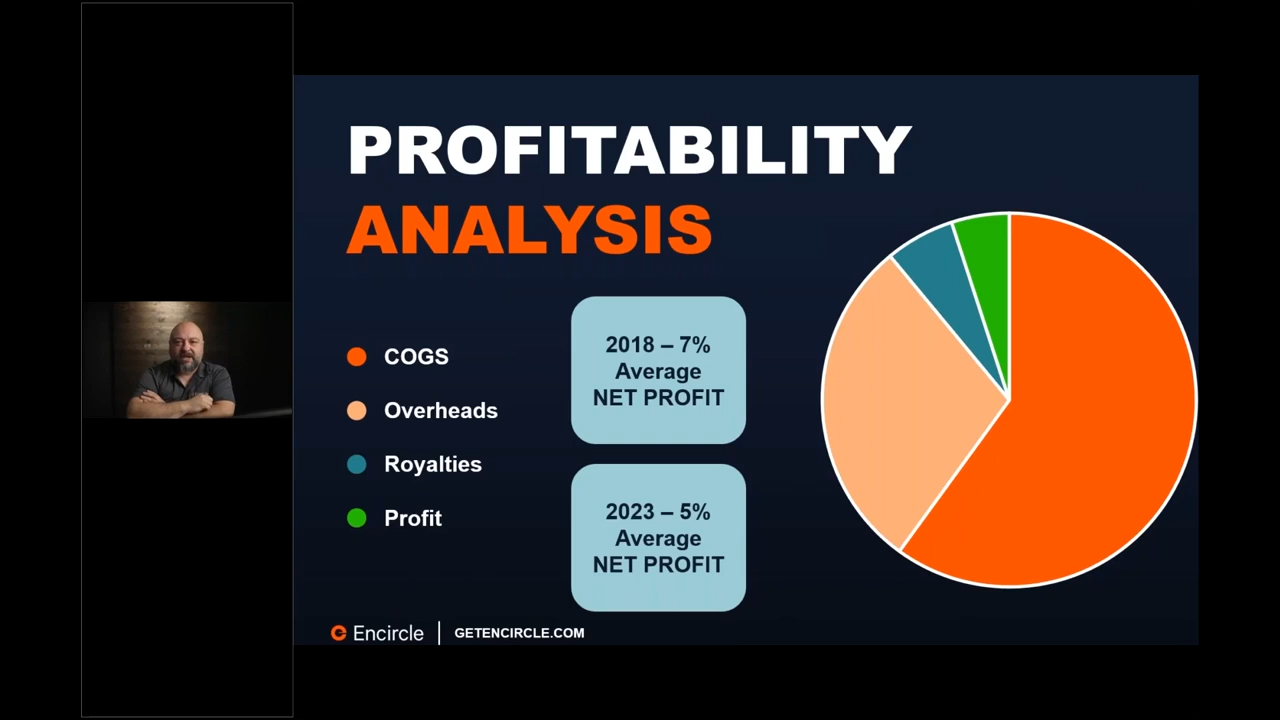 PROFITABILITY
ANALYSIS
COGS
Overheads
Royalties
Profit
2018 – 7%
Average
NET PROFIT
2023 – 5%
Average
NET PROFIT
Encircle | GETENCIRCLE.COM